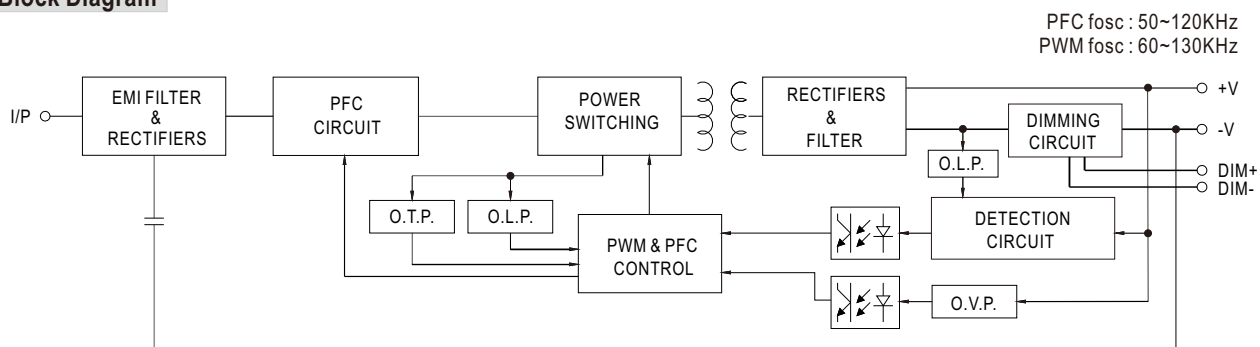 Block Diagram
PFC fosc : 50~120KHz
PWM fosc : 60~130KHz
I/P
EMI FILTER
&
RECTIFIERS
PFC
CIRCUIT
POWER
SWITCHING
RECTIFIERS
&
FILTER
DIMMING
CIRCUIT
+V
-V
DIM+
DIM-
O.L.P.
O.T.P.
O.L.P.
PWM & PFC
CONTROL
DETECTION
CIRCUIT
O.V.P.